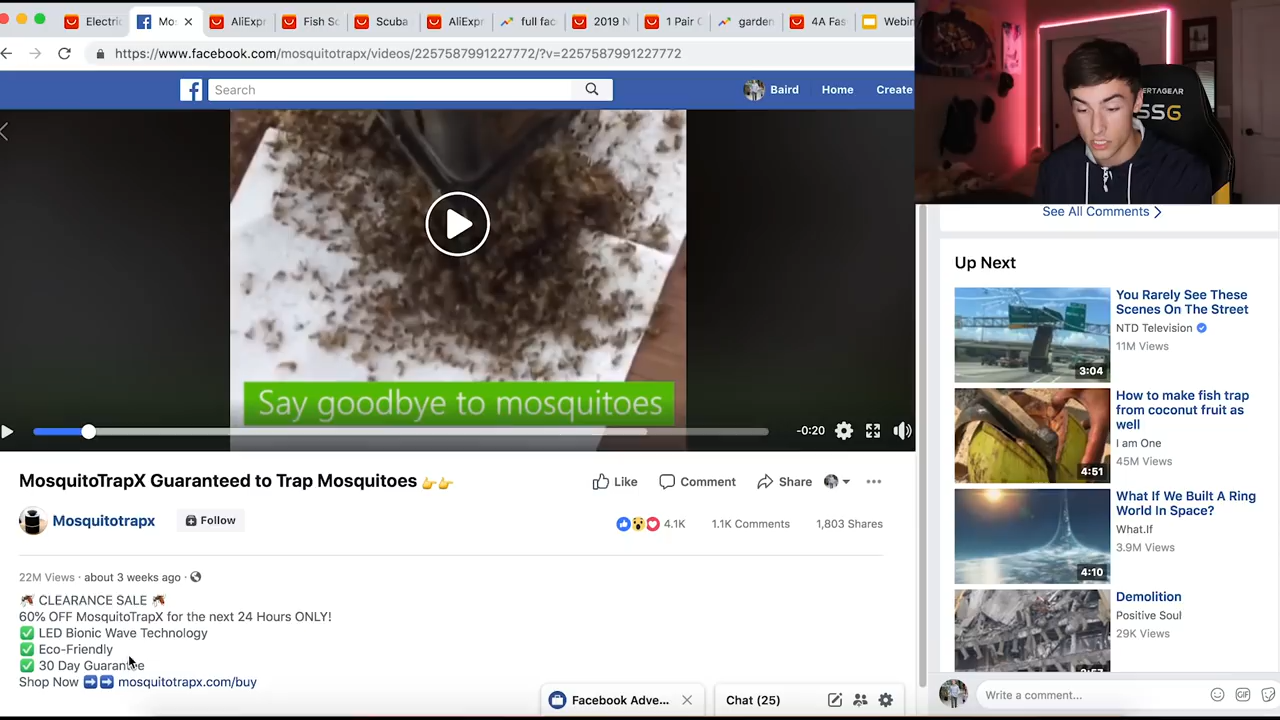 Electric
Mos
AliExpr
Fish Sc
Scuba
AliExpr
full fac
2019 N
1 Pair C
garden
4A Fas
Webin
https://www.facebook.com/mosquitotrapx/videos/2257587991227772/?v=2257587991227772
Search
Baird
Home
Create
ERTAGEAR
SSG
Say goodbye to mosquitoes
-0:20
MosquitoTrapX Guaranteed to Trap Mosquitoes
Like
Comment
Share
Mosquitotrapx
Follow
4.1K
1.1K Comments
1,803 Shares
22M Views · about 3 weeks ago
CLEARANCE SALE
60% OFF MosquitoTrapX for the next 24 Hours ONLY!
LED Bionic Wave Technology
Eco-Friendly
30 Day Guarantee
Shop Now mosquitotrapx.com/buy
See All Comments
Up Next
You Rarely See These
Scenes On The Street
NTD Television
11M Views
3:04
How to make fish trap
from coconut fruit as
well
I am One
45M Views
4:51
What If We Built A Ring
World In Space?
What.If
3.9M Views
4:10
Demolition
Positive Soul
29K Views
Facebook Adve...
Chat (25)
Write a comment...
GIF